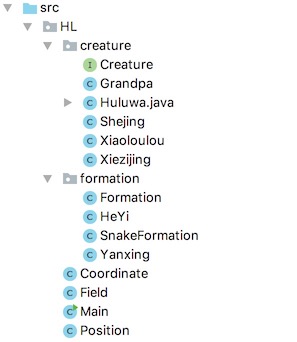 src
HL
creature
I Creature
C Grandpa
C Huluwa.java
C Shejing
C Xiaoloulou
C Xiezijing
formation
C Formation
C HeYi
C SnakeFormation
C Yanxing
C Coordinate
C Field
C Main
C Position